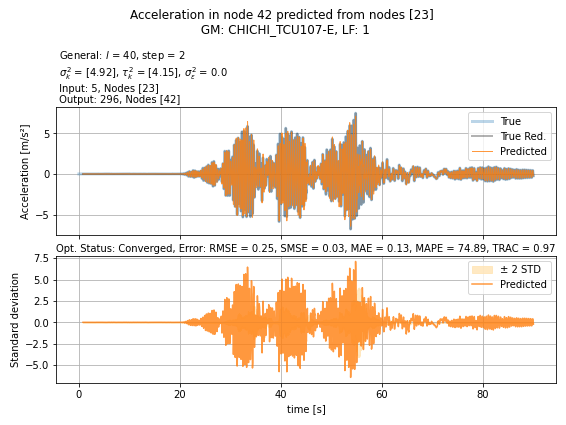 Acceleration in node 42 predicted from nodes [23]
GM: CHICHI_TCU107-E, LF: 1
General: l = 40, step = 2
σ²ₖ = [4.92], τ²ₖ = [4.15], σ²ε = 0.0
Input: 5, Nodes [23]
Output: 296, Nodes [42]
Acceleration [m/s²]
5
0
−5
True
True Red.
Predicted
Opt. Status: Converged, Error: RMSE = 0.25, SMSE = 0.03, MAE = 0.13, MAPE = 74.89, TRAC = 0.97
Standard deviation
7.5
5.0
2.5
0.0
−2.5
−5.0
± 2 STD
Predicted
0 20 40 60 80
time [s]